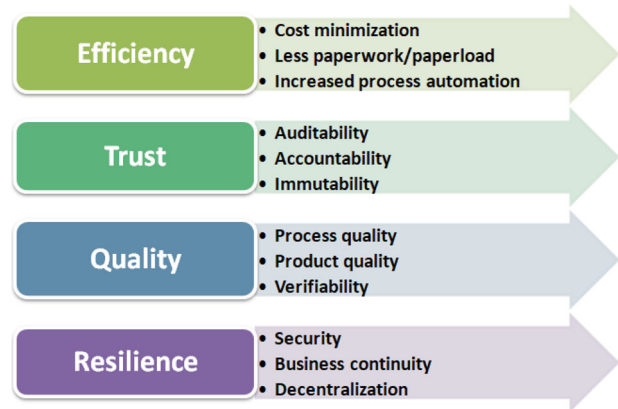 Efficiency
• Cost minimization
• Less paperwork/paperload
• Increased process automation
Trust
• Auditability
• Accountability
• Immutability
Quality
• Process quality
• Product quality
• Verifiability
Resilience
• Security
• Business continuity
• Decentralization